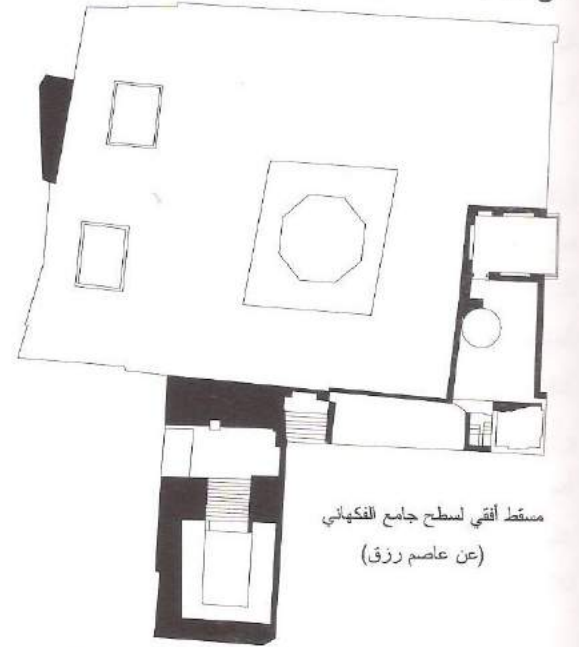 مسقط أفقي لسطح جامع الفكهاني
(عن عاصم رزق)